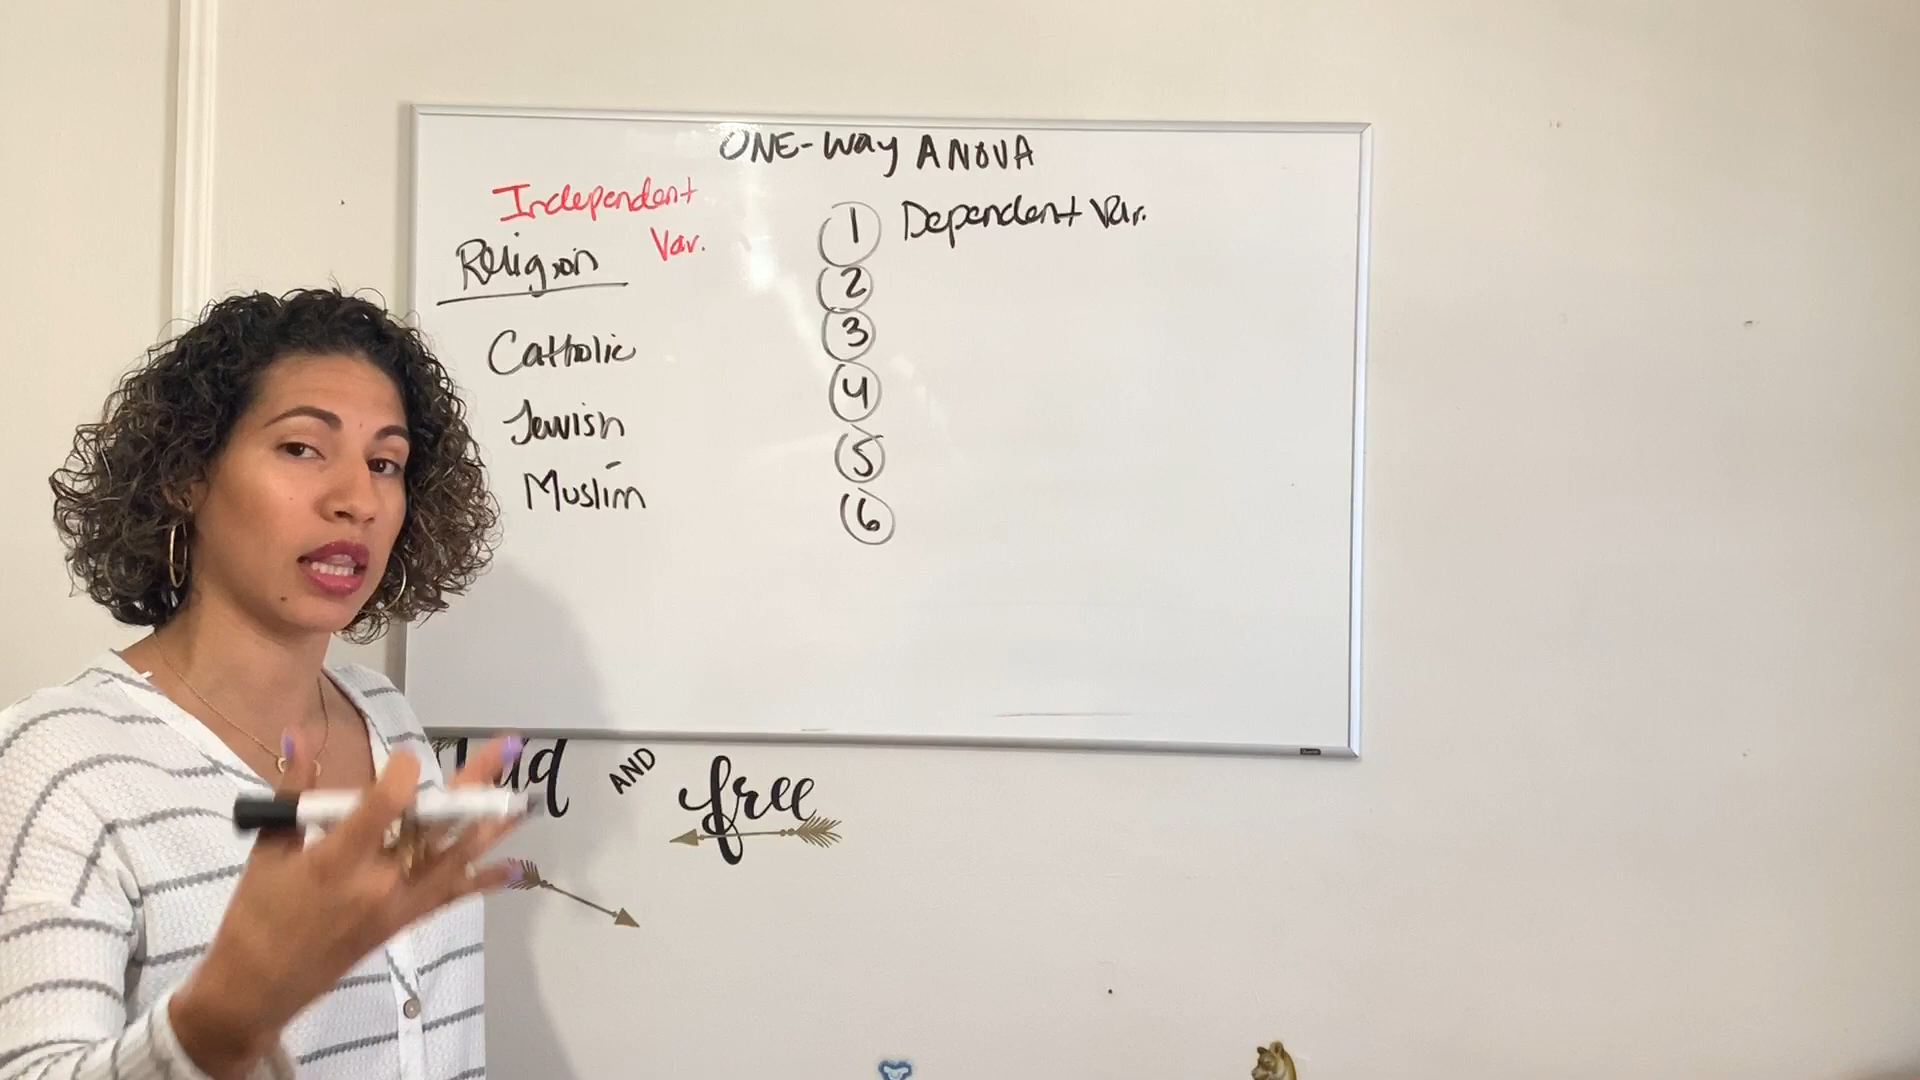 ONE-Way ANOVA
Independent
Var.
Religion
Catholic
Jewish
Muslim
1 Dependent Var.
2
3
4
5
6
AND
free